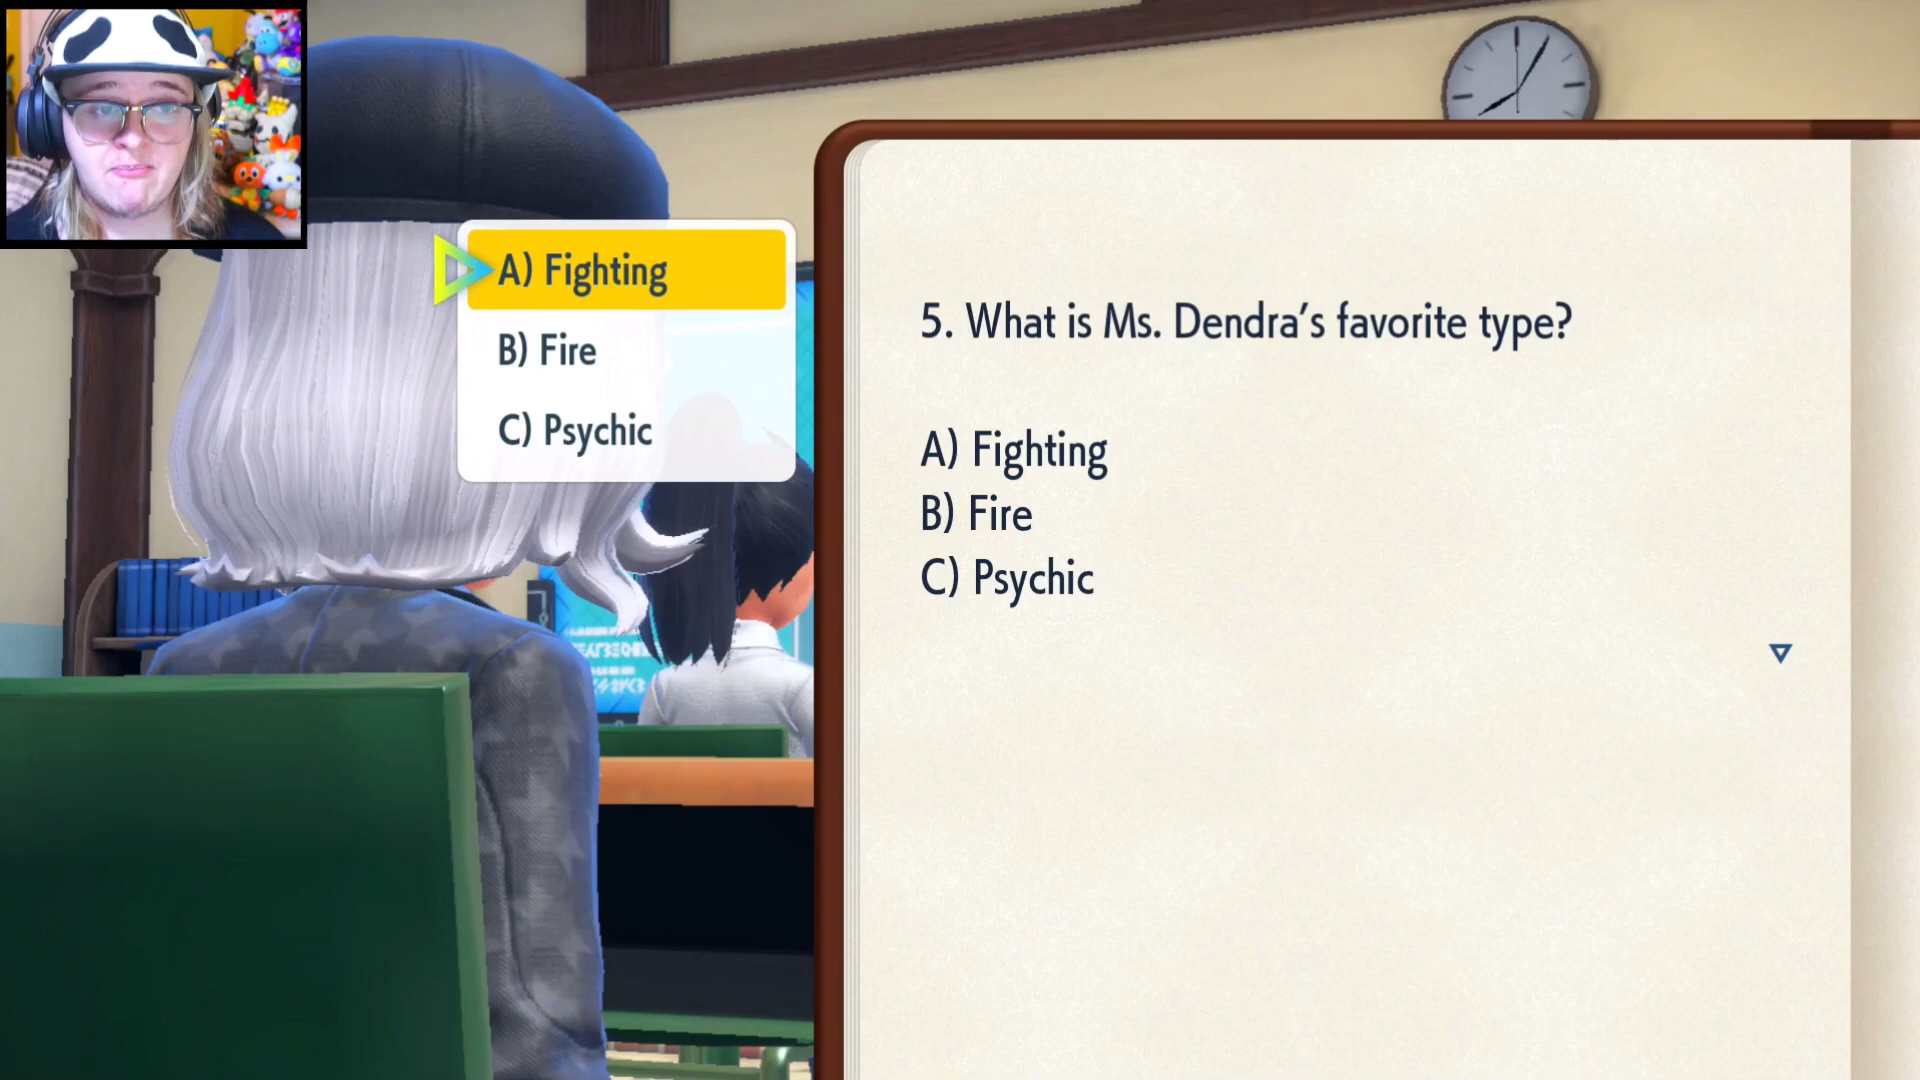 A) Fighting
B) Fire
C) Psychic
5. What is Ms. Dendra's favorite type?
A) Fighting
B) Fire
C) Psychic